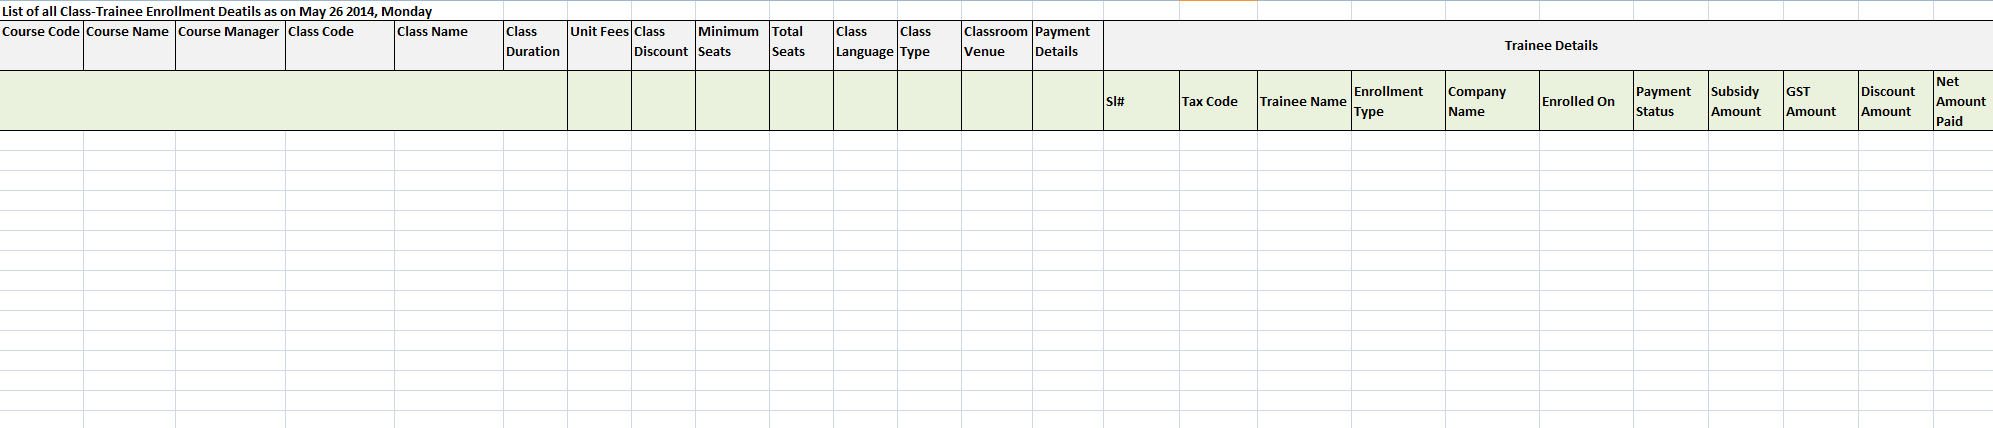 List of all Class-Trainee Enrollment Deatils as on May 26 2014, Monday
Course Code Course Name Course Manager Class Code Class Name Class Duration Unit Fees Class Discount Minimum Seats Total Seats Class Language Class Type Classroom Venue Payment Details Trainee Details
Sl# Tax Code Trainee Name Enrollment Type Company Name Enrolled On Payment Status Subsidy Amount GST Amount Discount Amount Net Amount Paid